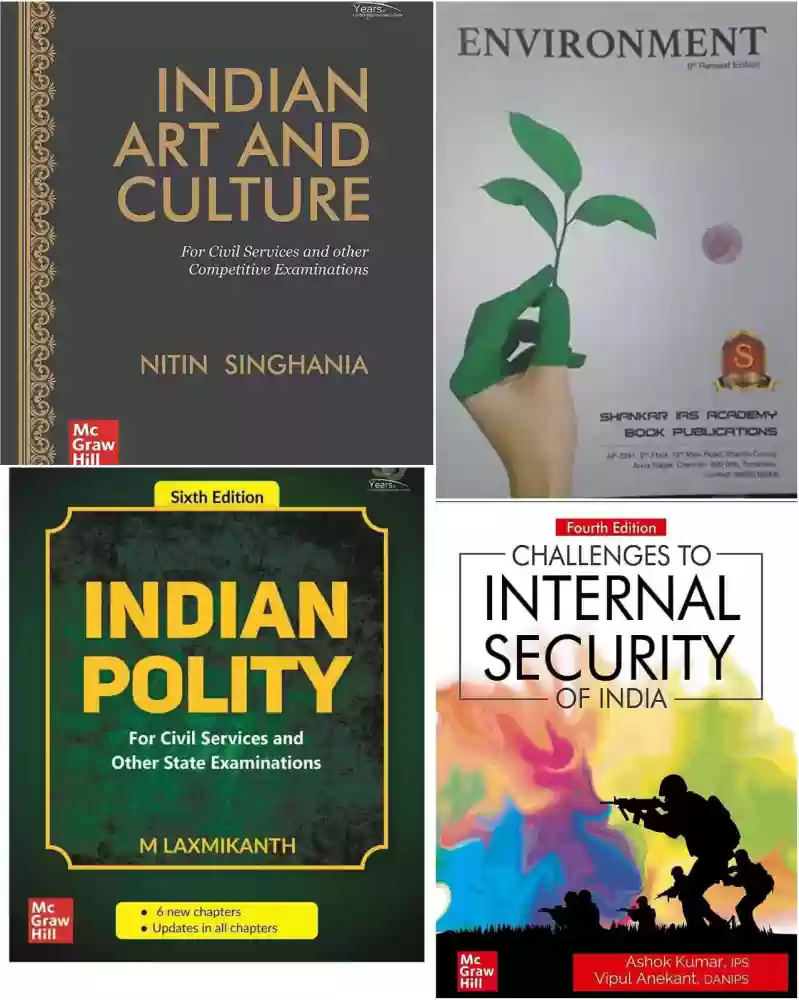 Years
INDIAN
ART AND
CULTURE
For Civil Services and other
Competitive Examinations
NITIN SINGHANIA
Mc
Graw
Hill
ENVIRONMENT
Edition
S
SHANKAR IAS ACADEMY
BOOK PUBLICATIONS
Years
Sixth Edition
INDIAN
POLITY
For Civil Services and
Other State Examinations
M LAXMIKANTH
Mc
Graw
Hill
• 6 new chapters
• Updates in all chapters
Fourth Edition
CHALLENGES TO
INTERNAL
SECURITY
OF INDIA
Mc
Graw
Hill
Ashok Kumar, IPS
Vipul Anekant, DANIPS